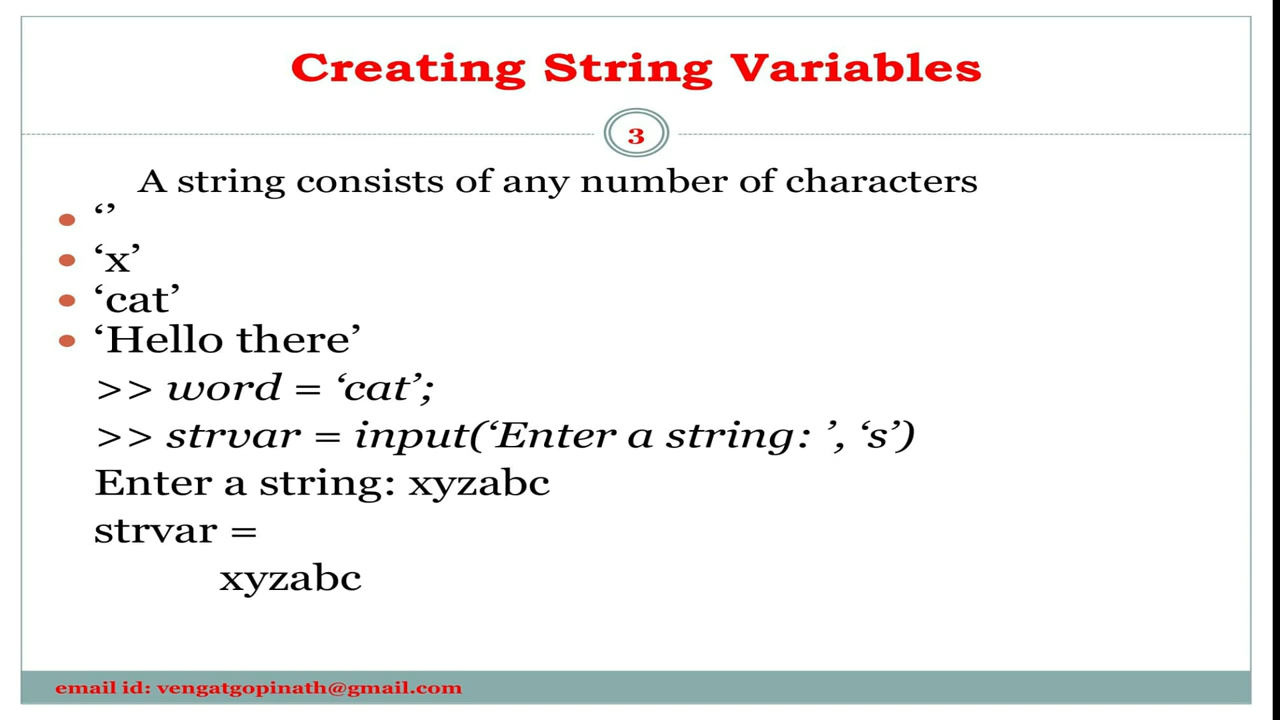 Creating String Variables
3
A string consists of any number of characters
• ‘’
• ‘x’
• ‘cat’
• ‘Hello there’
>> word = ‘cat’;
>> strvar = input(‘Enter a string: ’, ‘s’)
Enter a string: xyzabc
strvar =
xyzabc
email id: vengatgopinath@gmail.com